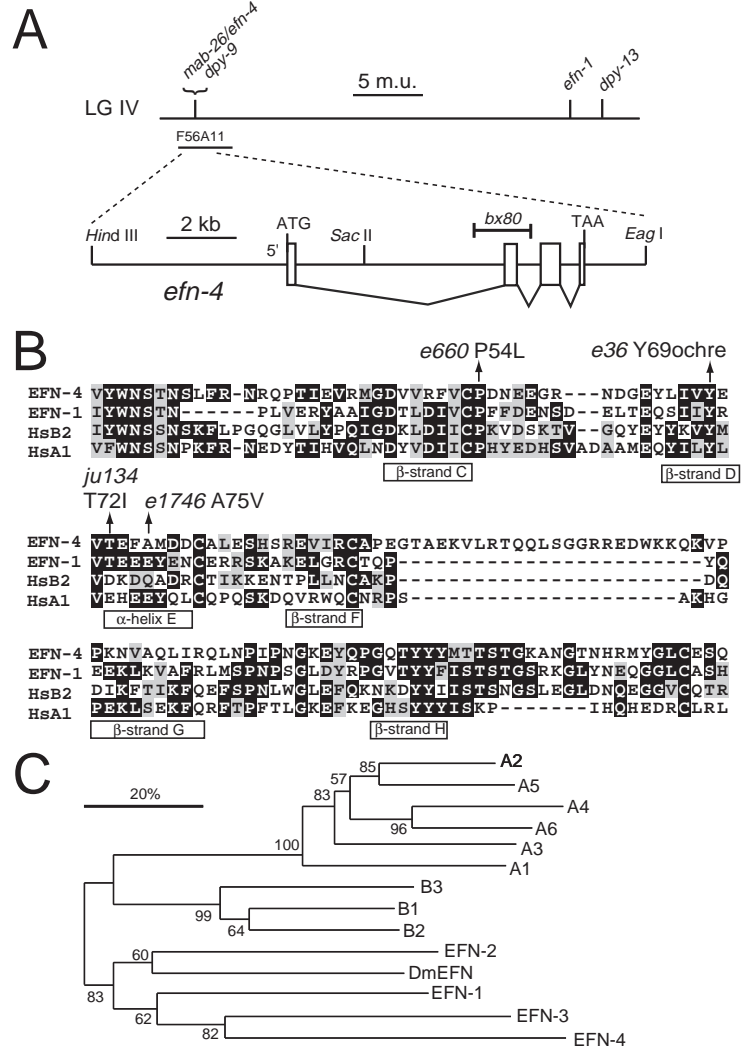 A
mab-26/efn-4
dpy-9
5 m.u.
efn-1
dpy-13
LG IV
F56A11
HindIII
2 kb
ATG
5'
SacII
bx80
TAA
EagI
efn-4
B
e660 P54L
e36 Y69ochre
EFN-4 VYWNSTNSLFR-NRQPTIEVRMGDVVRFVCPDNEEGR---NDGEYLIVYE
EFN-1 IYWNSTN------PLVERYAAIGDTLDIVCPFFDENSD--ELTEQSIIYR
HsB2 IYWNSSNSKFLPGQGLVLYPQIGDKLDIICPKVDSKTV--GQYEYYKVYM
HsA1 VFWNSSNPKFR-NEDYTIHVQLNDYVDIICPHYEDHSVADAAMEQYILYL
β-strand C
β-strand D
ju134
T72I
e1746 A75V
EFN-4 VTEFAMDDCALESHSREVIRCAPEGTAEKVLRTQQLSGGRREDWKKQKVP
EFN-1 VTEEEYENCERRSKAKELGRCTQP-------------------------YQ
HsB2 VDKDQADRCTIKKENTPLLNCAKP-------------------------DQ
HsA1 VEHEEYQLCQPQSKDQVRWQCNRPS----------------------AKHG
α-helix E
β-strand F
EFN-4 PKNVAQLIRQLNPIPNGKEYQPGQTYYYMTTSTGKANGTNHRMYGLCESQ
EFN-1 EEKLKVAFRLMSPNPSGLDYRPGVTYYFISTSTGSRKGLYNEQGGLCASH
HsB2 DIKFTIKFQEFSPNLWGLEFQKNKDYYIISTSNGSLEGLDNQEGGVCQTR
HsA1 PEKLSEKFQRFTPFTLGKEFKEGHSYYYISKP-------IHQHEDRCLRL
β-strand G
β-strand H
C
20%
85
A2
57
A5
83
A4
96
A6
A3
100
A1
B3
99
B1
64
B2
60
EFN-2
DmEFN
83
EFN-1
62
EFN-3
82
EFN-4